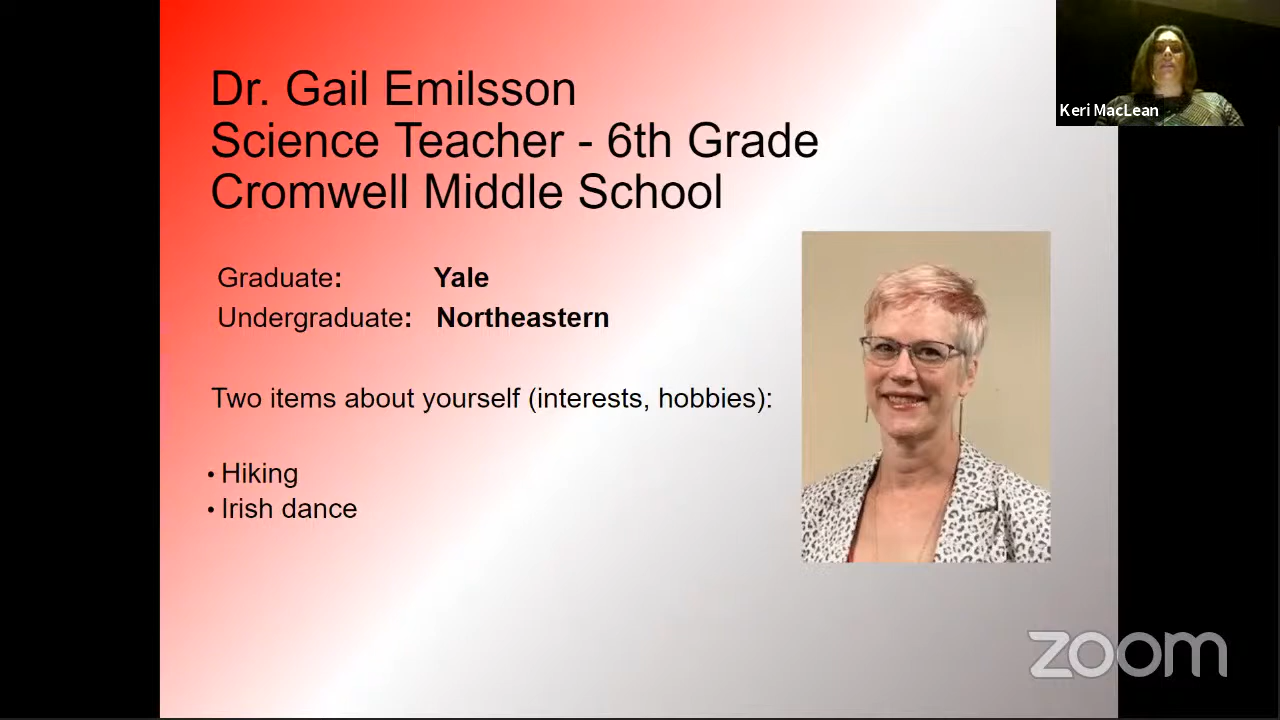 Dr. Gail Emilsson
Science Teacher - 6th Grade
Cromwell Middle School
Keri MacLean
Graduate: Yale
Undergraduate: Northeastern
Two items about yourself (interests, hobbies):
• Hiking
• Irish dance
zoom